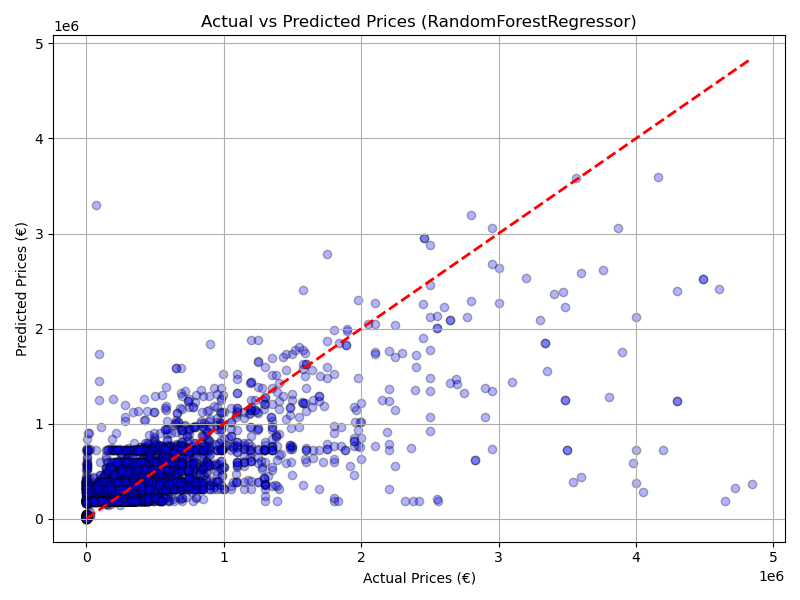 Actual vs Predicted Prices (RandomForestRegressor)
1e6
5
4
3
2
1
0
Predicted Prices (€)
0
1
2
3
4
5
1e6
Actual Prices (€)